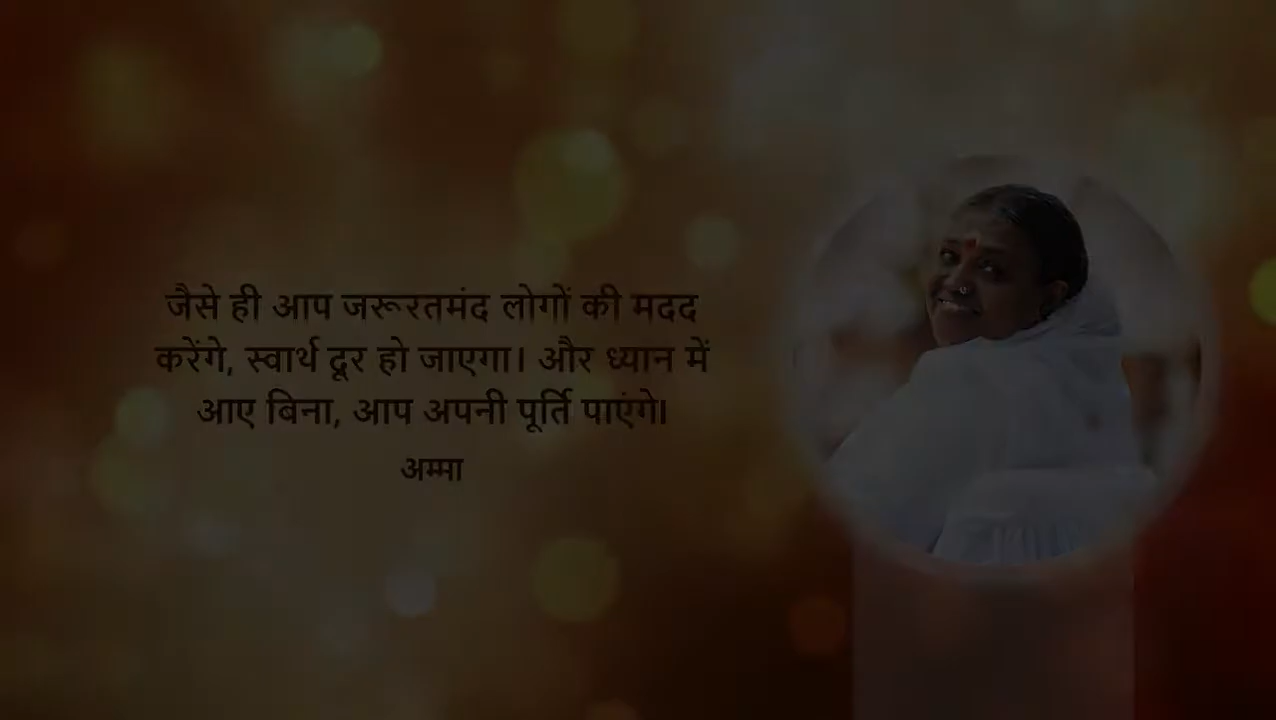 जैसे ही आप जरूरतमंद लोगों की मदद
करेंगे, स्वार्थ दूर हो जाएगा। और ध्यान में
आए बिना, आप अपनी पूर्ति पाएंगे।
अम्मा